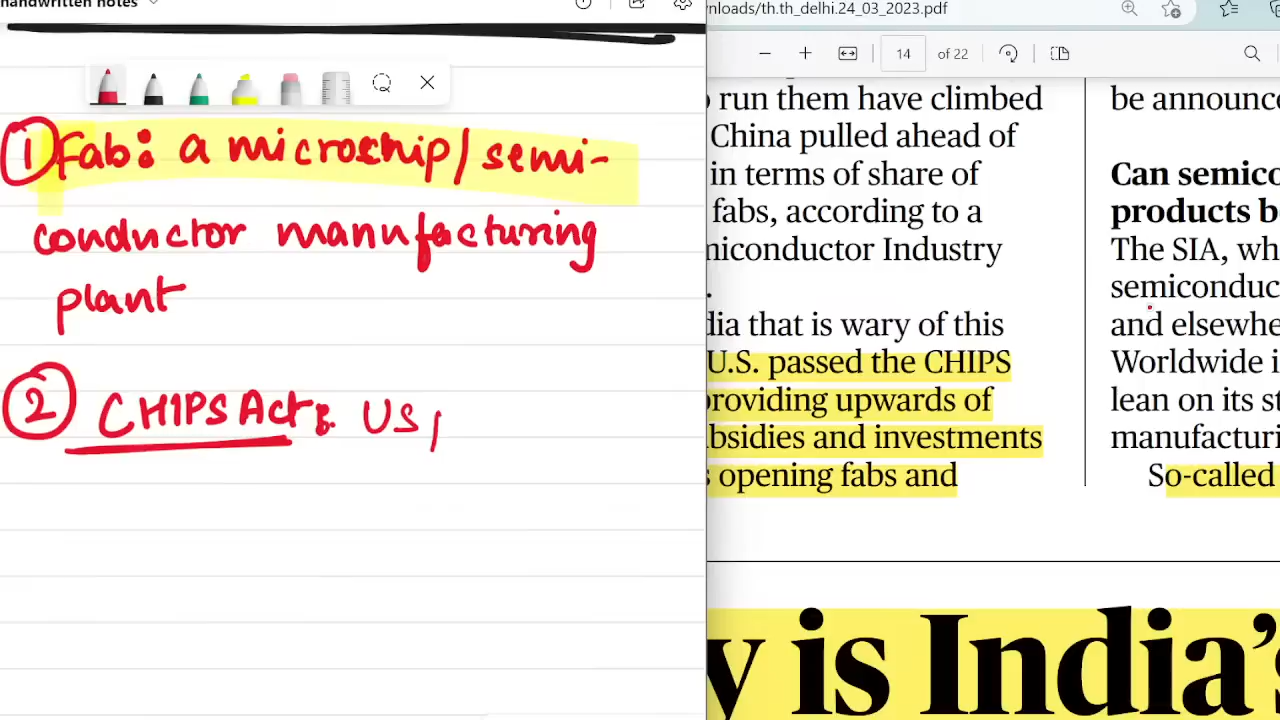 handwritten notes
① Fab: a microchip/semi-
conductor manufacturing
plant
② CHIPS Act: US,
nloads/th.th_delhi.24_03_2023.pdf
14 of 22
run them have climbed
China pulled ahead of
in terms of share of
fabs, according to a
miconductor Industry
dia that is wary of this
U.S. passed the CHIPS
providing upwards of
bsidies and investments
s opening fabs and
be announce
Can semico
products b
The SIA, wh
semiconduc
and elsewhe
Worldwide i
lean on its st
manufacturi
So-called
y is India's